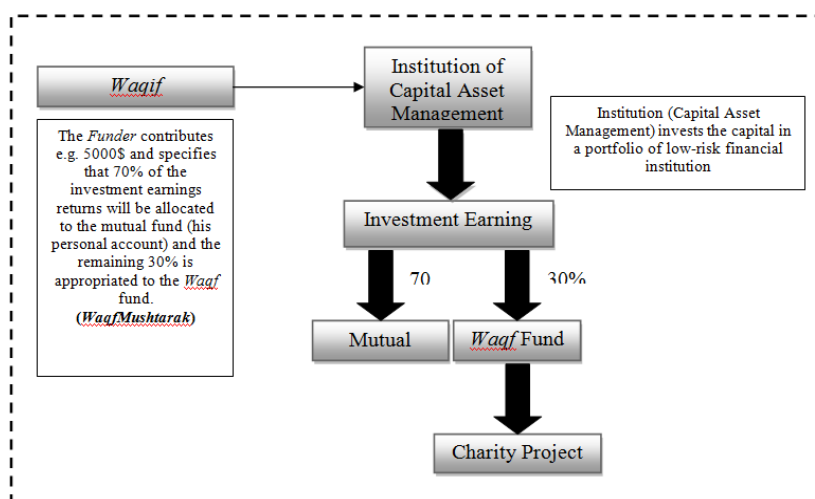 Waqif
Institution of
Capital Asset
Management
The Funder contributes
e.g. 5000$ and specifies
that 70% of the
investment earnings
returns will be allocated
to the mutual fund (his
personal account) and the
remaining 30% is
appropriated to the Waqf
fund.
(WaqfMushtarak)
Institution (Capital Asset
Management) invests the capital in
a portfolio of low-risk financial
institution
Investment Earning
70
30%
Mutual
Waqf Fund
Charity Project